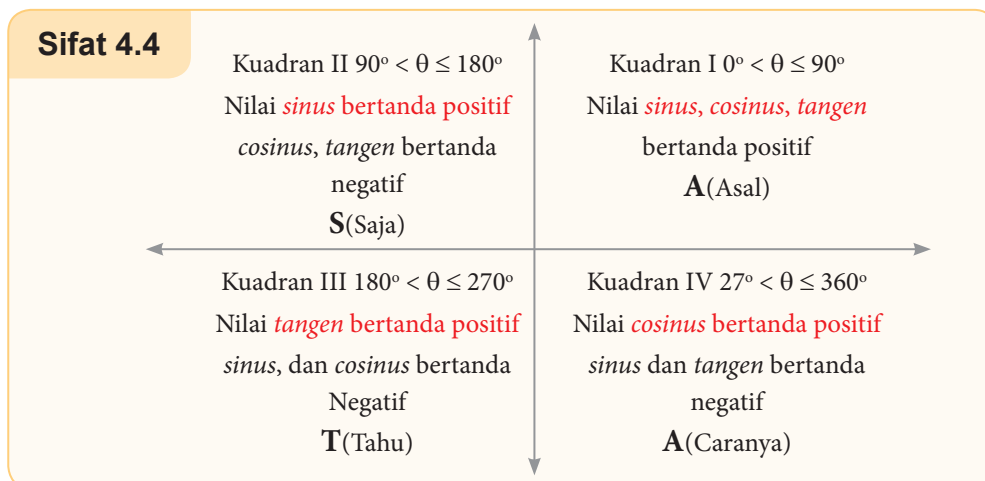 Sifat 4.4
Kuadran II 90° < θ ≤ 180°
Nilai sinus bertanda positif
cosinus, tangen bertanda
negatif
S(Saja)
Kuadran I 0° < θ ≤ 90°
Nilai sinus, cosinus, tangen
bertanda positif
A(Asal)
Kuadran III 180° < θ ≤ 270°
Nilai tangen bertanda positif
sinus, dan cosinus bertanda
Negatif
T(Tahu)
Kuadran IV 27° < θ ≤ 360°
Nilai cosinus bertanda positif
sinus dan tangen bertanda
negatif
A(Caranya)